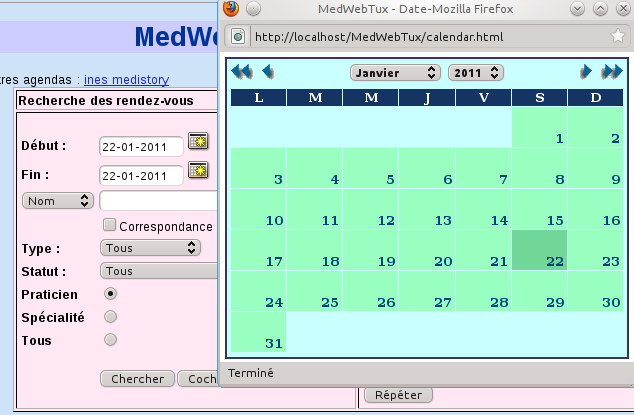 MedWebTux - Date-Mozilla Firefox
http://localhost/MedWebTux/calendar.html
Janvier 2011
L M M J V S D
1 2
3 4 5 6 7 8 9
10 11 12 13 14 15 16
17 18 19 20 21 22 23
24 25 26 27 28 29 30
31
Terminé
MedWe
tres agendas : ines medistory
Recherche des rendez-vous
Début : 22-01-2011
Fin : 22-01-2011
Nom
Correspondance
Type : Tous
Statut : Tous
Praticien
Spécialité
Tous
Chercher Coch
Répéter